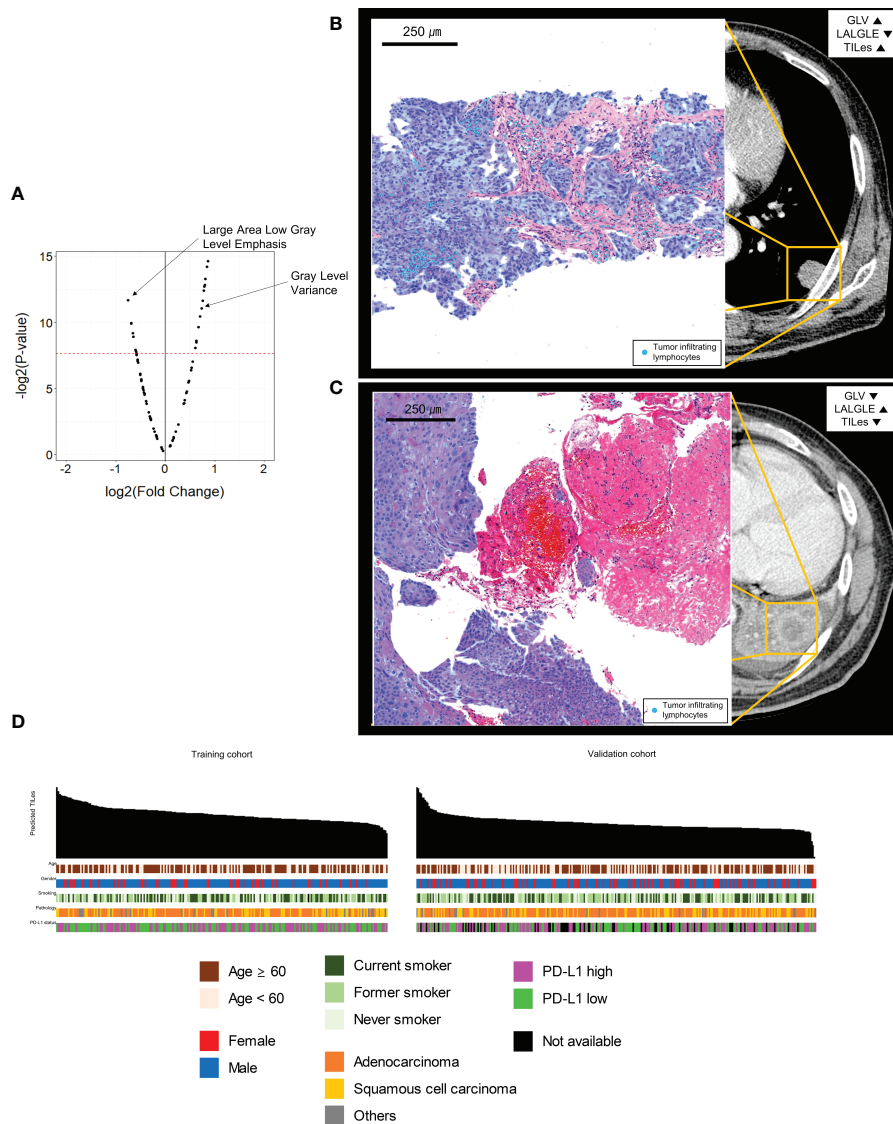 A
Large Area Low Gray
Level Emphasis
Gray Level
Variance
15
10
5
0
-log2(P-value)
-2
-1
0
1
2
log2(Fold Change)
B
250 ㎛
GLV ▲
LALGLE ▼
TILes ▲
Tumor infiltrating
lymphocytes
C
250 ㎛
GLV ▼
LALGLE ▲
TILes ▼
Tumor infiltrating
lymphocytes
D
Training cohort
Validation cohort
Predicted TILes
Age
Gender
Smoking
Pathology
PD-L1 status
Age ≥ 60
Age < 60
Female
Male
Current smoker
Former smoker
Never smoker
Adenocarcinoma
Squamous cell carcinoma
Others
PD-L1 high
PD-L1 low
Not available